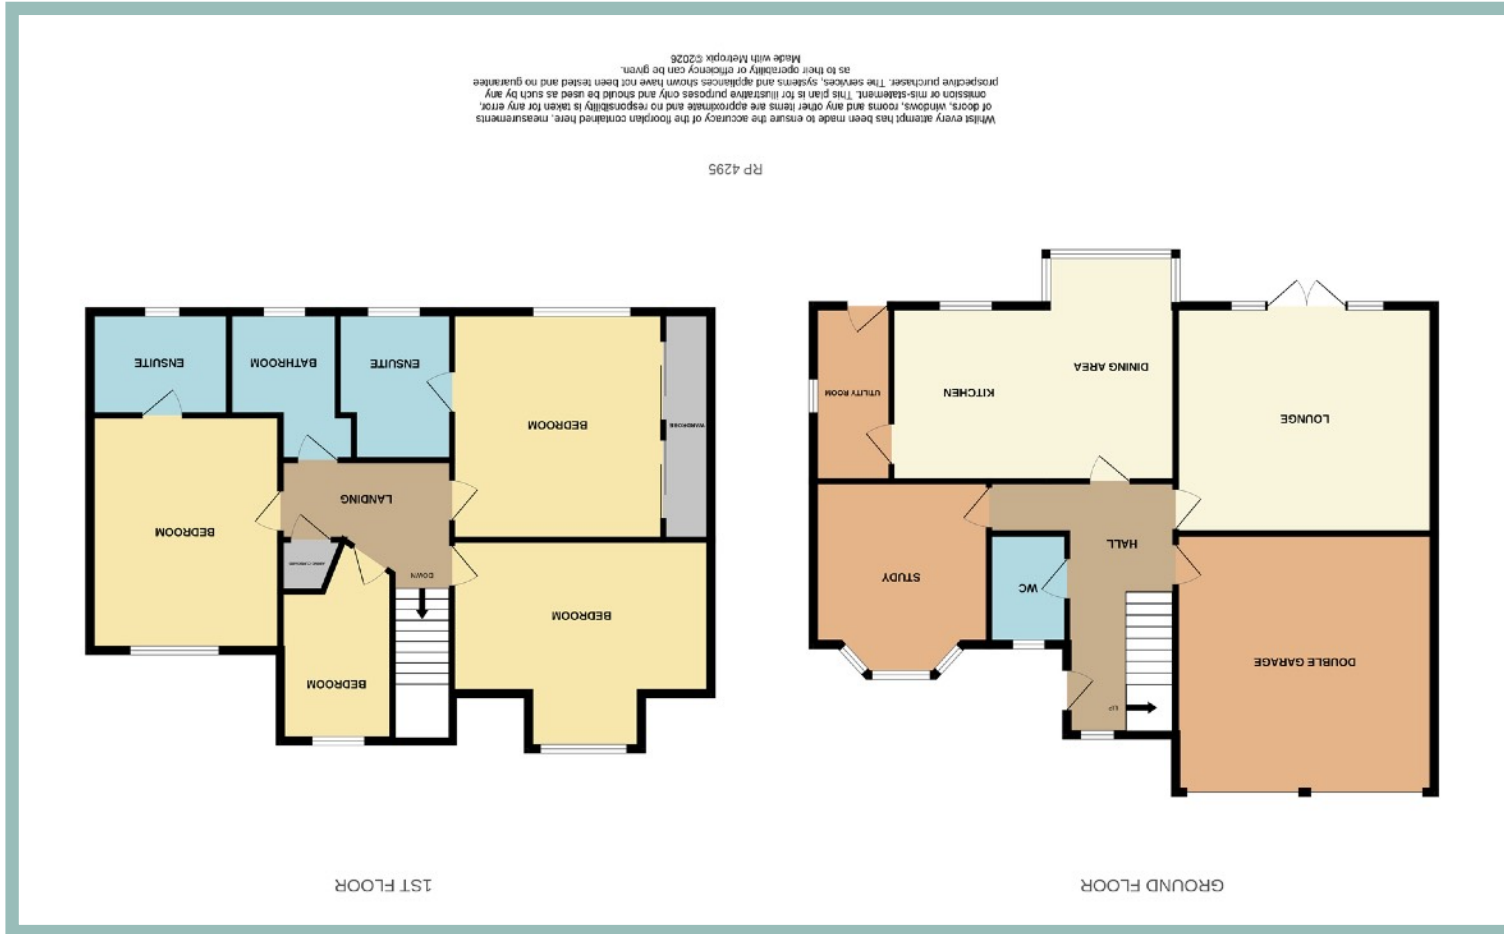 GROUND FLOOR
1ST FLOOR
DOUBLE GARAGE
UP
HALL
WC
STUDY
LOUNGE
DINING AREA
KITCHEN
UTILITY ROOM
BEDROOM
BEDROOM
DOWN
LANDING
BEDROOM
BEDROOM
WARDROBE
ENSUITE
BATHROOM
ENSUITE
RP 4295
Whilst every attempt has been made to ensure the accuracy of the floorplan contained here, measurements
of doors, windows, rooms and any other items are approximate and no responsibility is taken for any error,
omission or mis-statement. This plan is for illustrative purposes only and should be used as such by any
prospective purchaser. The services, systems and appliances shown have not been tested and no guarantee
as to their operability or efficiency can be given.
Made with Metropix ©2026